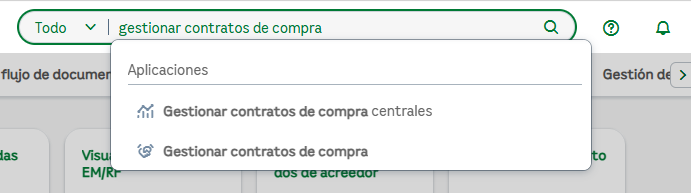 Todo gestionar contratos de compra
flujo de documen Gestión de
Aplicaciones
Gestionar contratos de compra centrales
Gestionar contratos de compra
das Visua to
EM/RF dos de acreedor